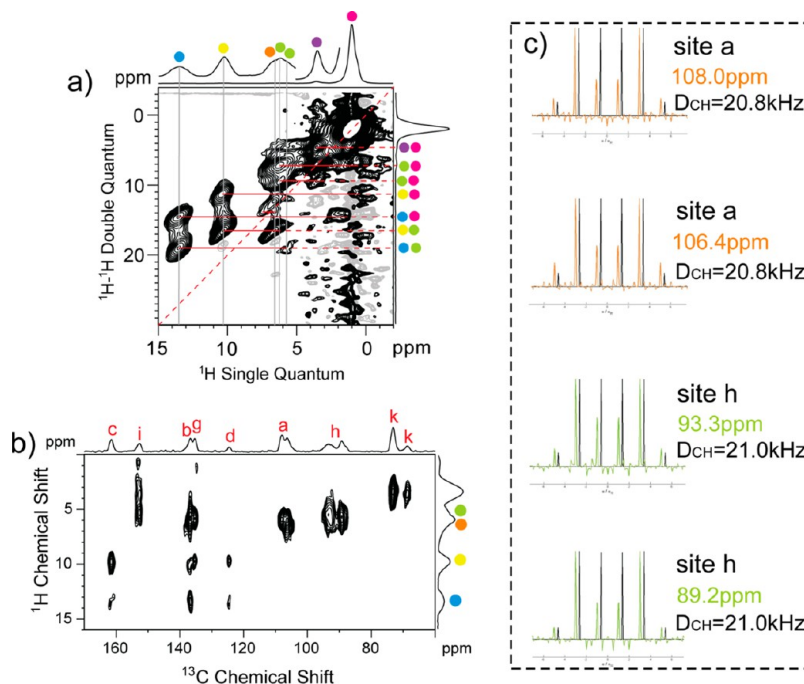 a)
ppm
0
10
20
¹H-¹H Double Quantum
15
10
5
0
ppm
¹H Single Quantum
b)
ppm
c
i
b
g
d
a
h
k
k
5
10
15
¹H Chemical Shift
160
140
120
100
80
ppm
¹³C Chemical Shift
c)
site a
108.0ppm
DCH=20.8kHz
site a
106.4ppm
DCH=20.8kHz
site h
93.3ppm
DCH=21.0kHz
site h
89.2ppm
DCH=21.0kHz